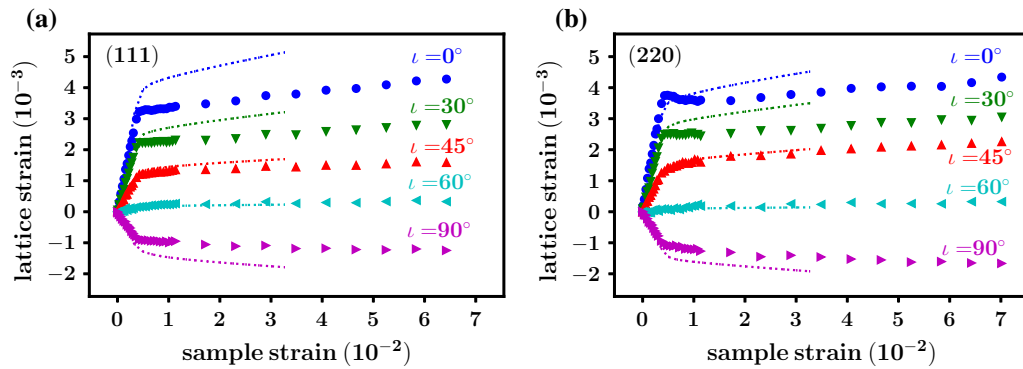 (a)
(111)
lattice strain (10⁻³)
5
4
3
2
1
0
−1
−2
ι=0°
ι=30°
ι=45°
ι=60°
ι=90°
0 1 2 3 4 5 6 7
sample strain (10⁻²)
(b)
(220)
lattice strain (10⁻³)
5
4
3
2
1
0
−1
−2
ι=0°
ι=30°
ι=45°
ι=60°
ι=90°
0 1 2 3 4 5 6 7
sample strain (10⁻²)